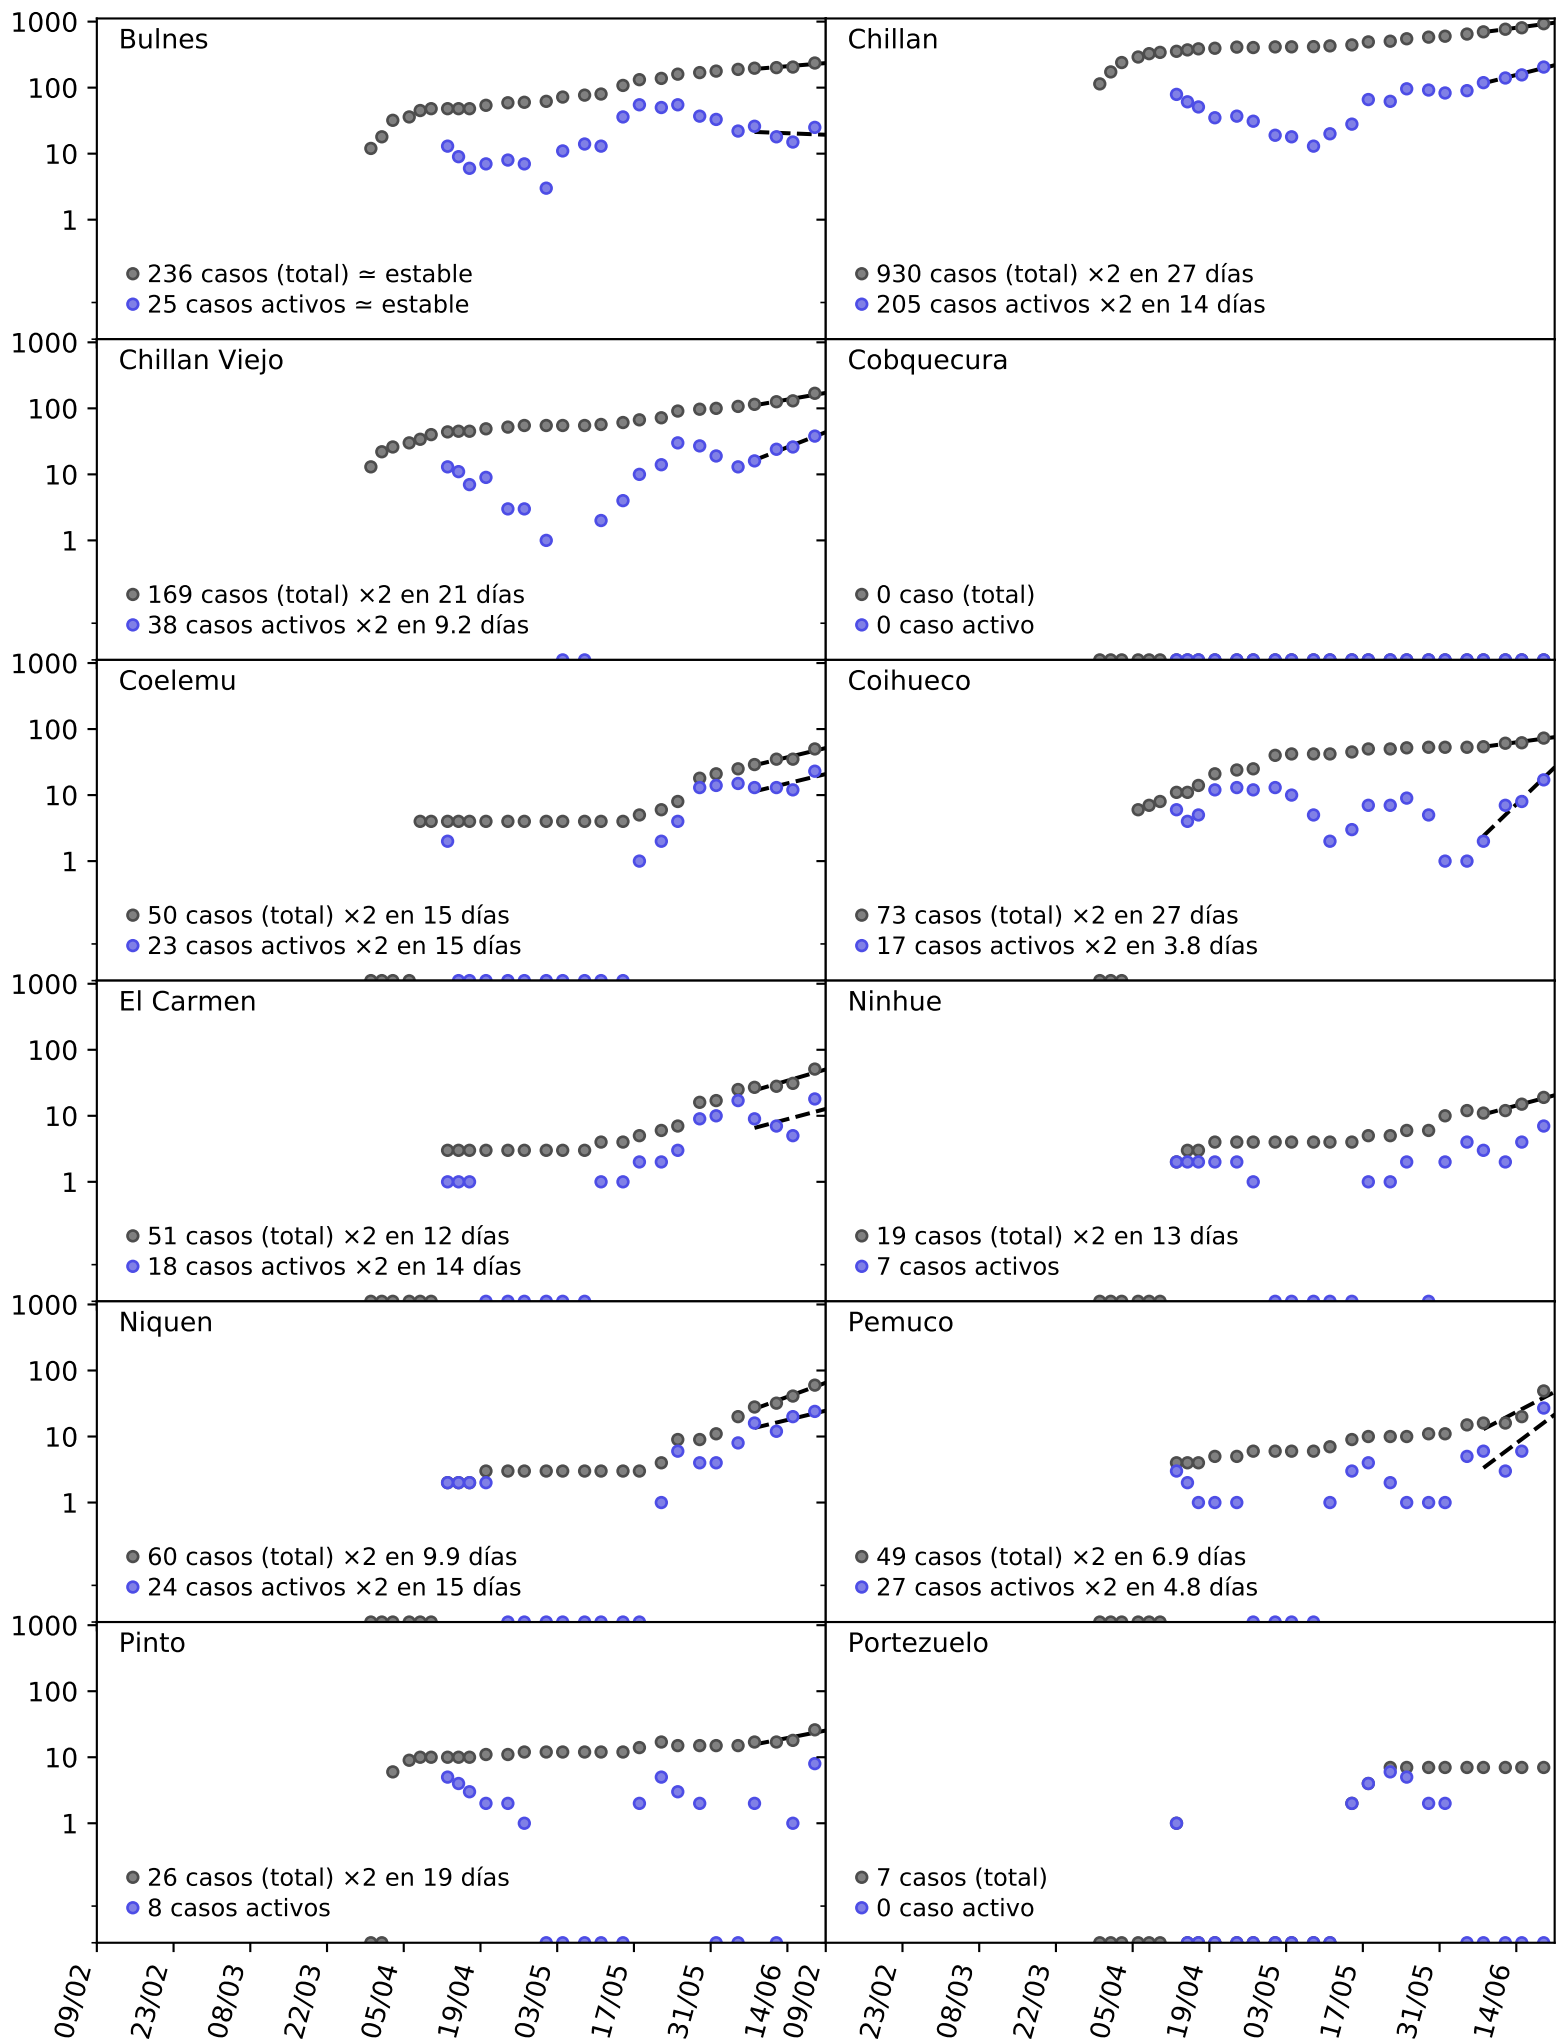 1000
100
10
1
Bulnes
236 casos (total) ≃ estable
25 casos activos ≃ estable
Chillan
930 casos (total) ×2 en 27 días
205 casos activos ×2 en 14 días
1000
100
10
1
Chillan Viejo
169 casos (total) ×2 en 21 días
38 casos activos ×2 en 9.2 días
Cobquecura
0 caso (total)
0 caso activo
1000
100
10
1
Coelemu
50 casos (total) ×2 en 15 días
23 casos activos ×2 en 15 días
Coihueco
73 casos (total) ×2 en 27 días
17 casos activos ×2 en 3.8 días
1000
100
10
1
El Carmen
51 casos (total) ×2 en 12 días
18 casos activos ×2 en 14 días
Ninhue
19 casos (total) ×2 en 13 días
7 casos activos
1000
100
10
1
Niquen
60 casos (total) ×2 en 9.9 días
24 casos activos ×2 en 15 días
Pemuco
49 casos (total) ×2 en 6.9 días
27 casos activos ×2 en 4.8 días
1000
100
10
1
Pinto
26 casos (total) ×2 en 19 días
8 casos activos
Portezuelo
7 casos (total)
0 caso activo
09/02
23/02
08/03
22/03
05/04
19/04
03/05
17/05
31/05
14/06
09/02
23/02
08/03
22/03
05/04
19/04
03/05
17/05
31/05
14/06